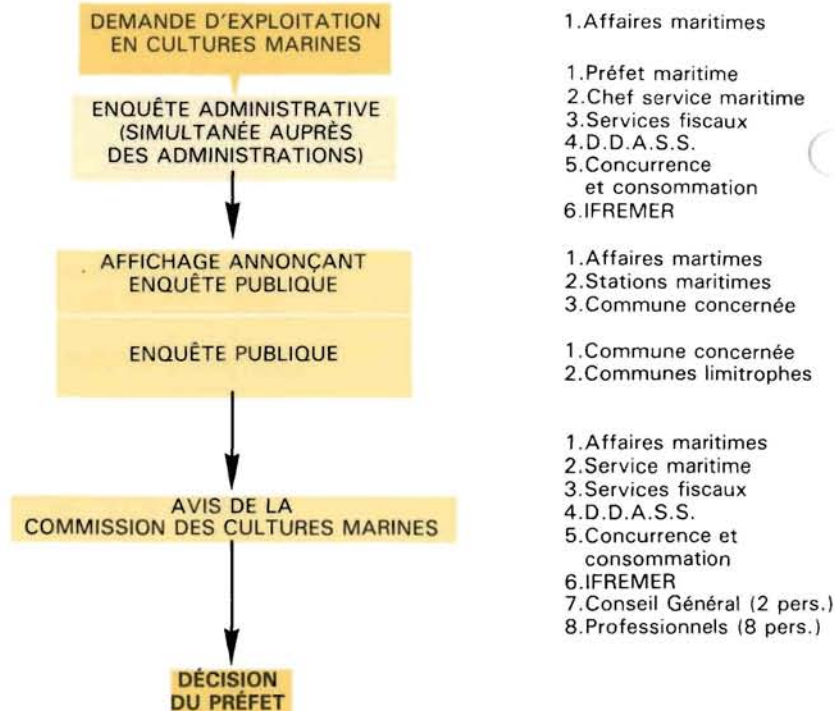 DEMANDE D'EXPLOITATION
EN CULTURES MARINES
1.Affaires maritimes
ENQUÊTE ADMINISTRATIVE
(SIMULTANÉE AUPRÈS
DES ADMINISTRATIONS)
1.Préfet maritime
2.Chef service maritime
3.Services fiscaux
4.D.D.A.S.S.
5.Concurrence
et consommation
6.IFREMER
AFFICHAGE ANNONÇANT
ENQUÊTE PUBLIQUE
1.Affaires martimes
2.Stations maritimes
3.Commune concernée
ENQUÊTE PUBLIQUE
1.Commune concernée
2.Communes limitrophes
AVIS DE LA
COMMISSION DES CULTURES MARINES
1.Affaires maritimes
2.Service maritime
3.Services fiscaux
4.D.D.A.S.S.
5.Concurrence et
consommation
6.IFREMER
7.Conseil Général (2 pers.)
8.Professionnels (8 pers.)
DÉCISION
DU PRÉFET